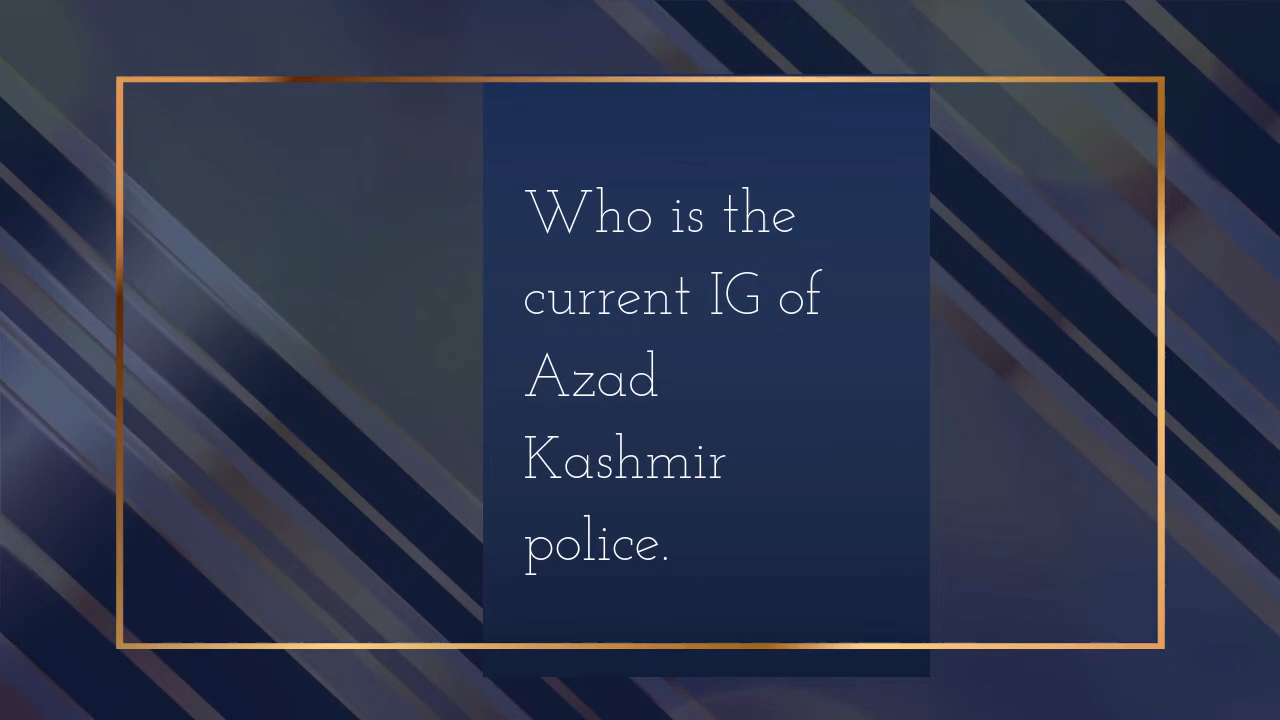 Who is the
current IG of
Azad
Kashmir
police.